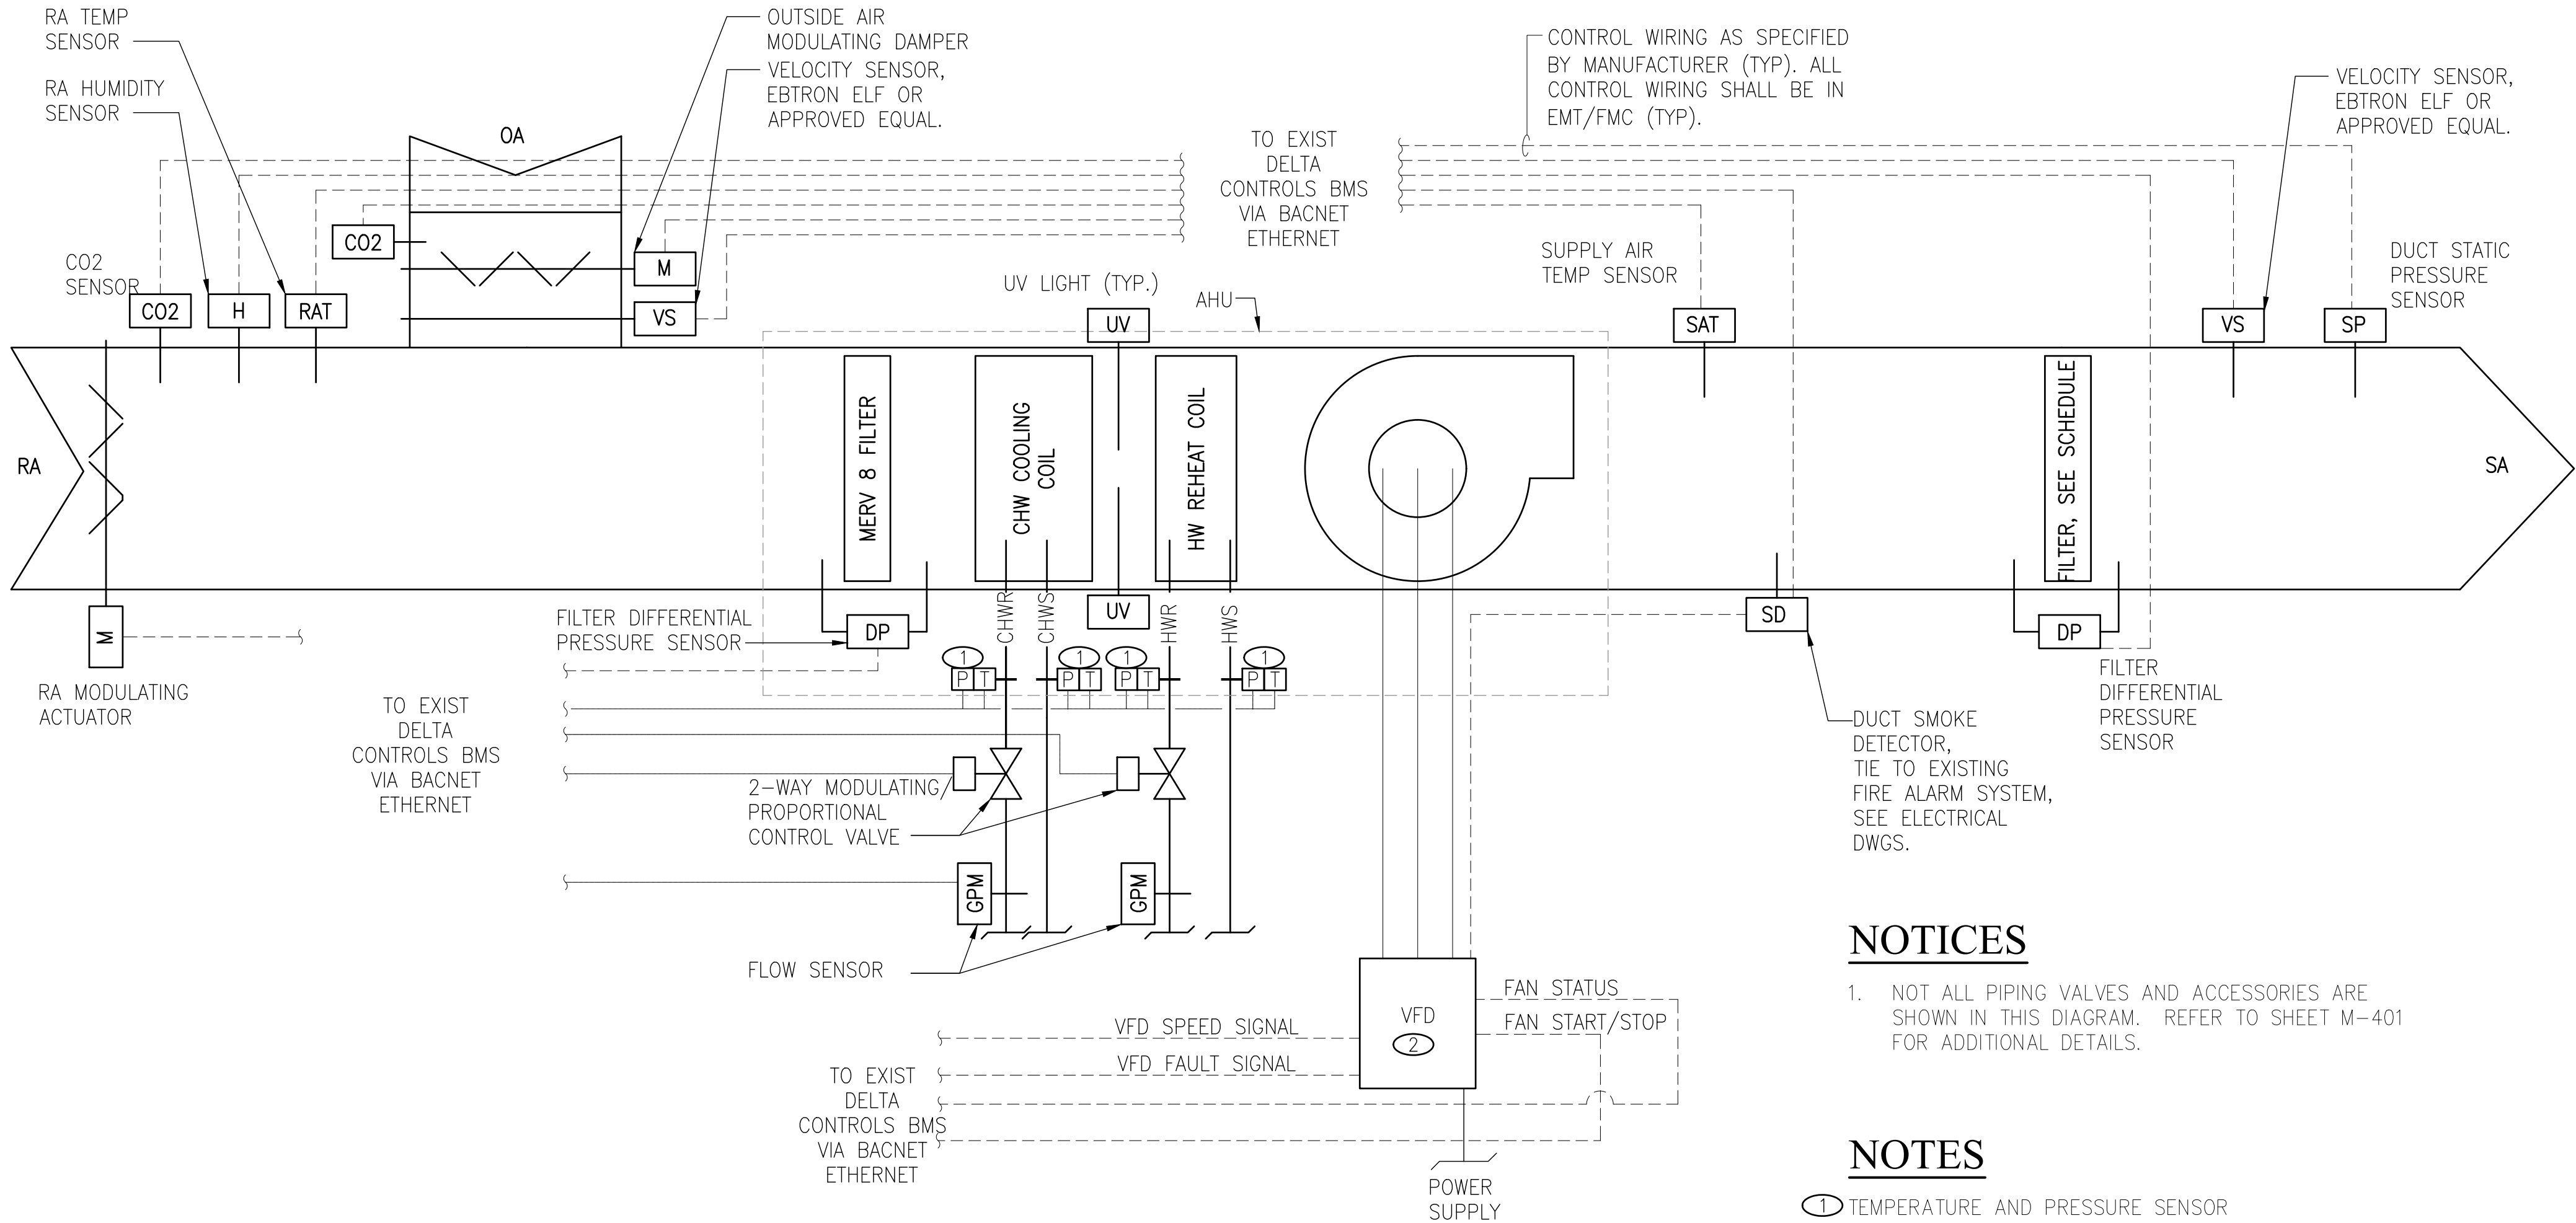 RA TEMP
SENSOR
RA HUMIDITY
SENSOR
CO2
SENSOR
CO2
H
RAT
OA
CO2
M
VS
OUTSIDE AIR
MODULATING DAMPER
VELOCITY SENSOR,
EBTRON ELF OR
APPROVED EQUAL.
TO EXIST
DELTA
CONTROLS BMS
VIA BACNET
ETHERNET
CONTROL WIRING AS SPECIFIED
BY MANUFACTURER (TYP). ALL
CONTROL WIRING SHALL BE IN
EMT/FMC (TYP).
VELOCITY SENSOR,
EBTRON ELF OR
APPROVED EQUAL.
UV LIGHT (TYP.)
AHU
UV
SUPPLY AIR
TEMP SENSOR
SAT
VS
SP
DUCT STATIC
PRESSURE
SENSOR
RA
MERV 8 FILTER
CHW COOLING
COIL
HW REHEAT COIL
FILTER, SEE SCHEDULE
SA
M
RA MODULATING
ACTUATOR
FILTER DIFFERENTIAL
PRESSURE SENSOR
DP
CHWR
CHWS
UV
HWR
HWS
1
P T
1
P T
1
P T
1
P T
SD
DP
FILTER
DIFFERENTIAL
PRESSURE
SENSOR
TO EXIST
DELTA
CONTROLS BMS
VIA BACNET
ETHERNET
2-WAY MODULATING/
PROPORTIONAL
CONTROL VALVE
GPM
GPM
FLOW SENSOR
DUCT SMOKE
DETECTOR,
TIE TO EXISTING
FIRE ALARM SYSTEM,
SEE ELECTRICAL
DWGS.
VFD
2
FAN STATUS
FAN START/STOP
VFD SPEED SIGNAL
VFD FAULT SIGNAL
TO EXIST
DELTA
CONTROLS BMS
VIA BACNET
ETHERNET
POWER
SUPPLY
NOTICES
1. NOT ALL PIPING VALVES AND ACCESSORIES ARE
SHOWN IN THIS DIAGRAM. REFER TO SHEET M-401
FOR ADDITIONAL DETAILS.
NOTES
1 TEMPERATURE AND PRESSURE SENSOR